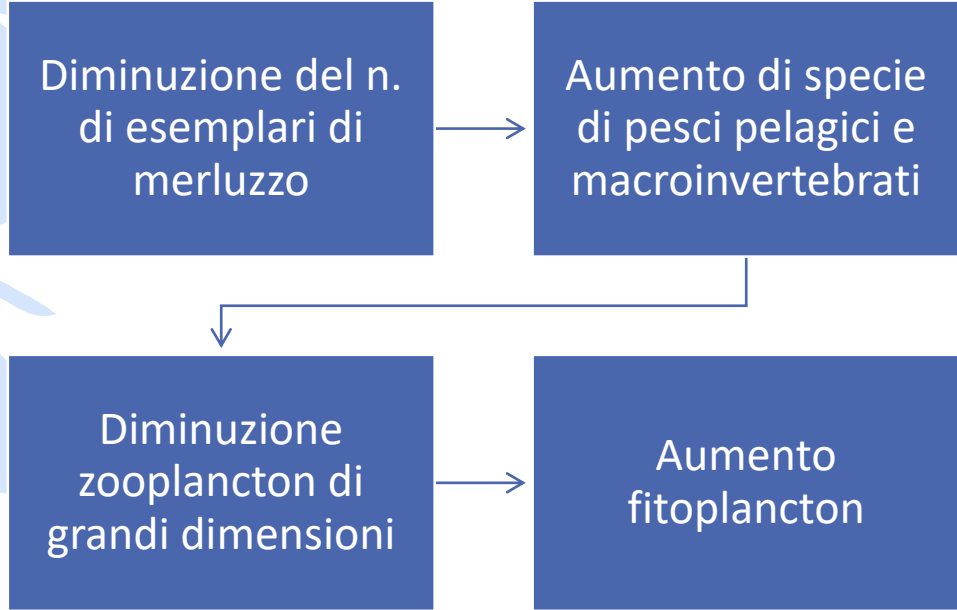 Diminuzione del n.
di esemplari di
merluzzo
Aumento di specie
di pesci pelagici e
macroinvertebrati
Diminuzione
zooplancton di
grandi dimensioni
Aumento
fitoplancton